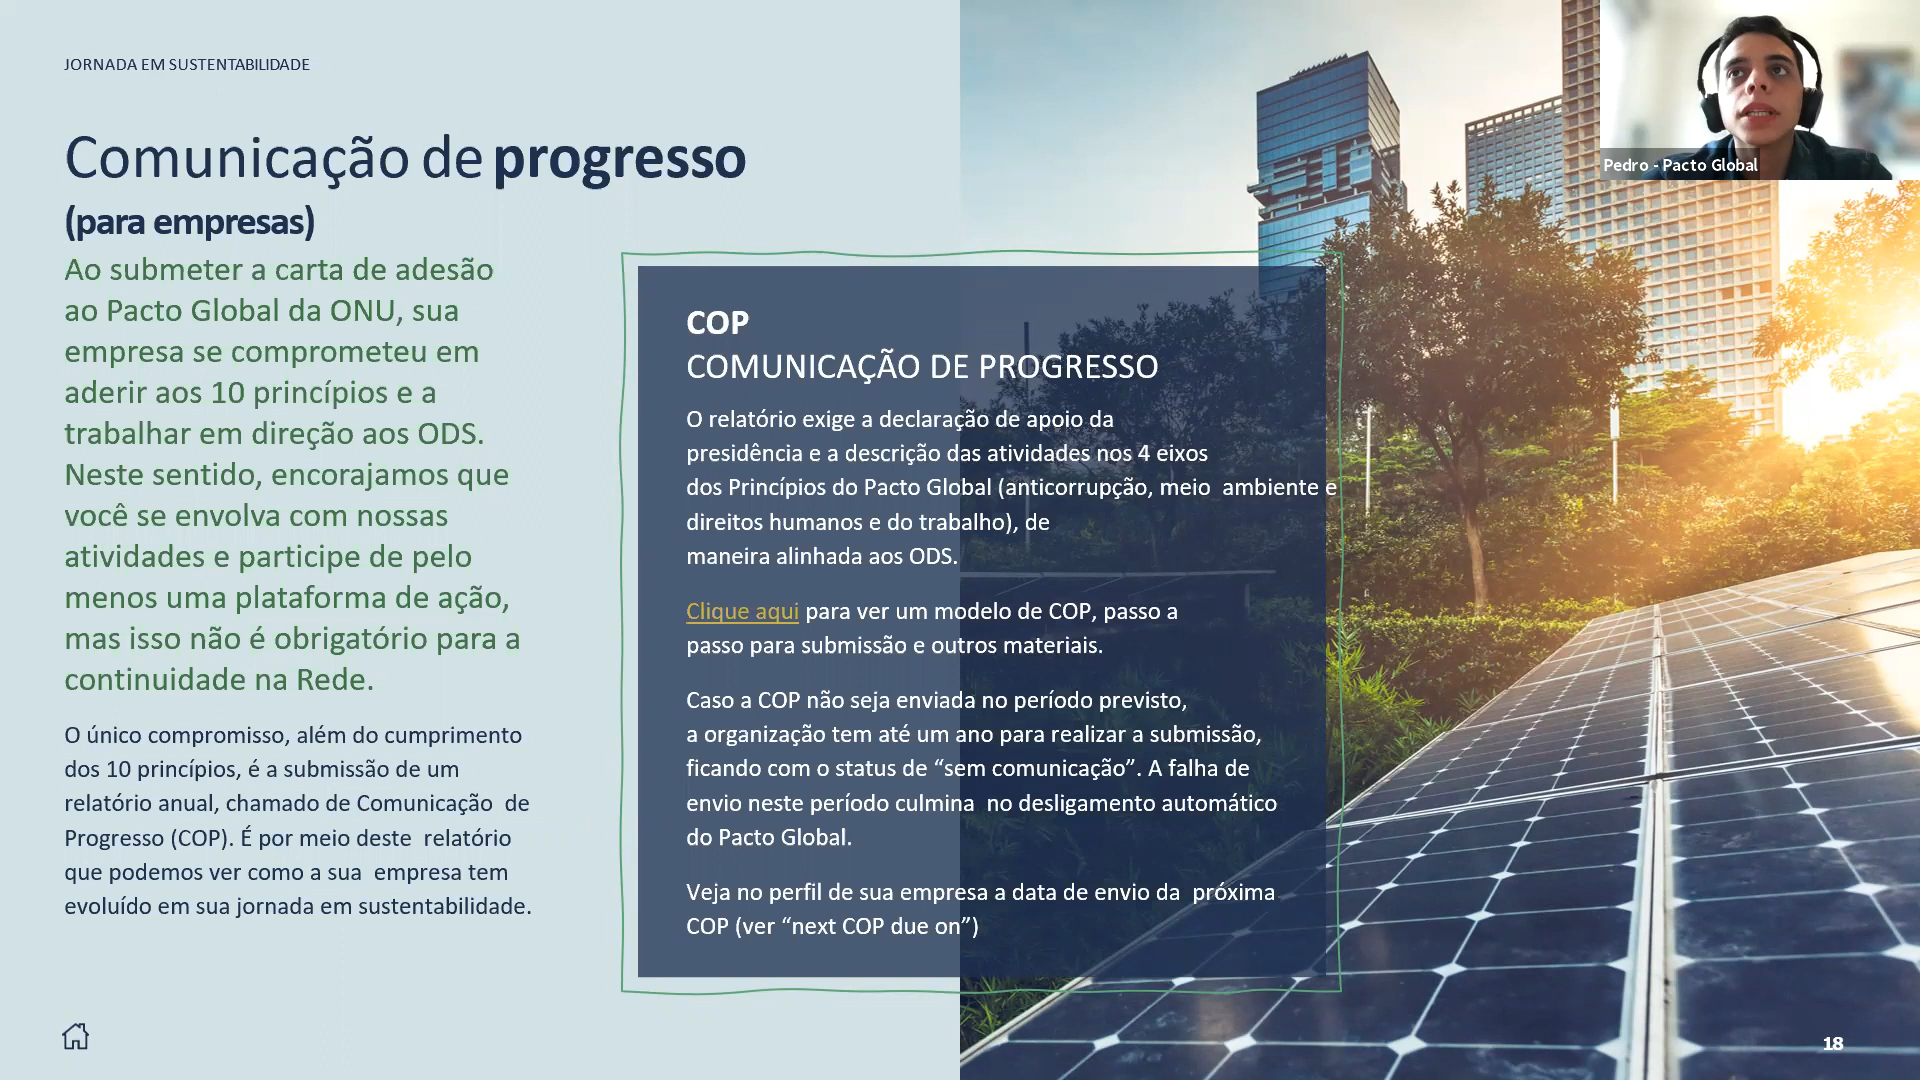 JORNADA EM SUSTENTABILIDADE
Comunicação de progresso
(para empresas)
Ao submeter a carta de adesão
ao Pacto Global da ONU, sua
empresa se comprometeu em
aderir aos 10 princípios e a
trabalhar em direção aos ODS.
Neste sentido, encorajamos que
você se envolva com nossas
atividades e participe de pelo
menos uma plataforma de ação,
mas isso não é obrigatório para a
continuidade na Rede.
O único compromisso, além do cumprimento
dos 10 princípios, é a submissão de um
relatório anual, chamado de Comunicação de
Progresso (COP). É por meio deste relatório
que podemos ver como a sua empresa tem
evoluído em sua jornada em sustentabilidade.
COP
COMUNICAÇÃO DE PROGRESSO
O relatório exige a declaração de apoio da
presidência e a descrição das atividades nos 4 eixos
dos Princípios do Pacto Global (anticorrupção, meio ambiente e
direitos humanos e do trabalho), de
maneira alinhada aos ODS.
Clique aqui para ver um modelo de COP, passo a
passo para submissão e outros materiais.
Caso a COP não seja enviada no período previsto,
a organização tem até um ano para realizar a submissão,
ficando com o status de “sem comunicação”. A falha de
envio neste período culmina no desligamento automático
do Pacto Global.
Veja no perfil de sua empresa a data de envio da próxima
COP (ver “next COP due on”)
Pedro - Pacto Global
18